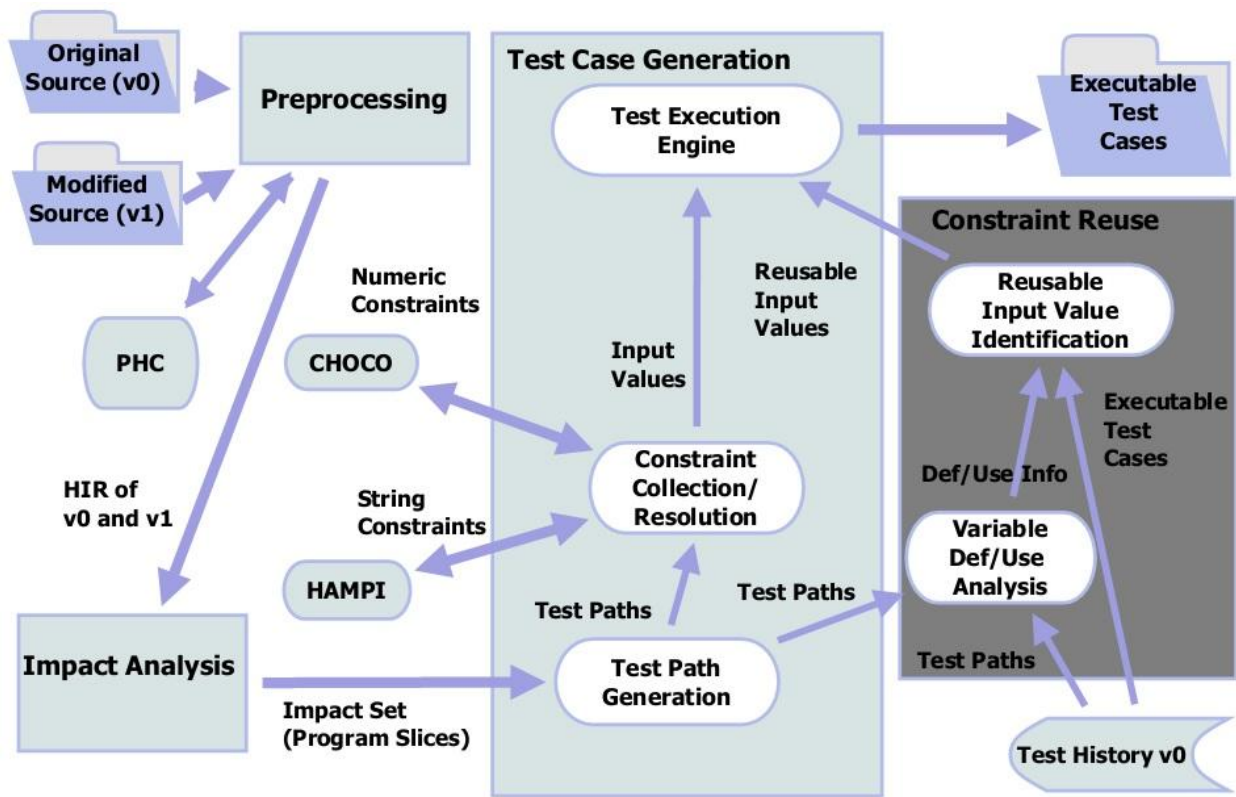 Original
Source (v0)
Preprocessing
Modified
Source (v1)
PHC
HIR of
v0 and v1
Impact Analysis
Impact Set
(Program Slices)
Numeric
Constraints
CHOCO
String
Constraints
HAMPI
Test Case Generation
Test Execution
Engine
Input
Values
Reusable
Input
Values
Constraint
Collection/
Resolution
Test Paths
Test Paths
Test Path
Generation
Executable
Test
Cases
Constraint Reuse
Reusable
Input Value
Identification
Executable
Test
Cases
Def/Use Info
Variable
Def/Use
Analysis
Test Paths
Test History v0